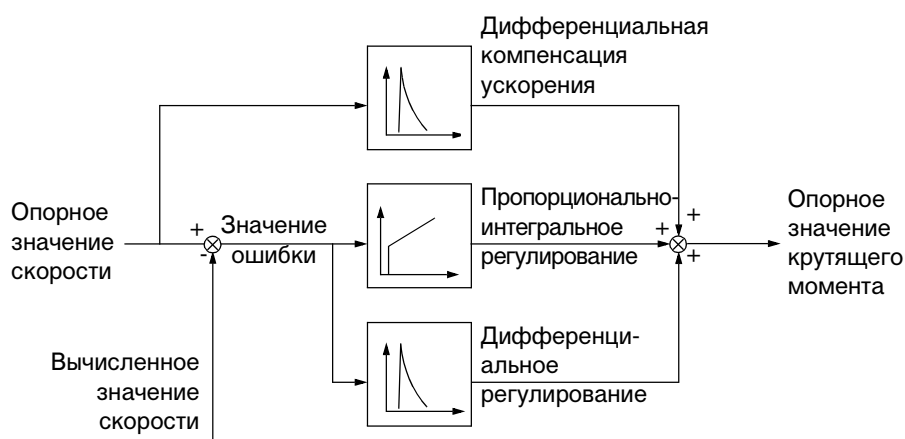 Дифференциальная
компенсация
ускорения
Опорное
значение
скорости
+
-
Значение
ошибки
Пропорционально-
интегральное
регулирование
+
+
+
Опорное
значение
крутящего
момента
Вычисленное
значение
скорости
Дифференци-
альное
регулирование